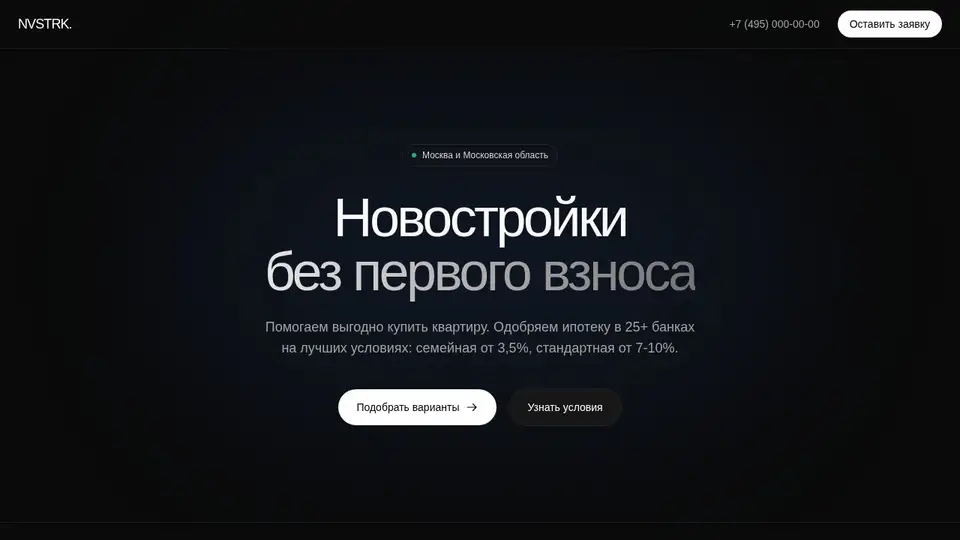 NVSTRK.
+7 (495) 000-00-00
Оставить заявку
Москва и Московская область
Новостройки
без первого взноса
Помогаем выгодно купить квартиру. Одобряем ипотеку в 25+ банках
на лучших условиях: семейная от 3,5%, стандартная от 7-10%.
Подобрать варианты →
Узнать условия